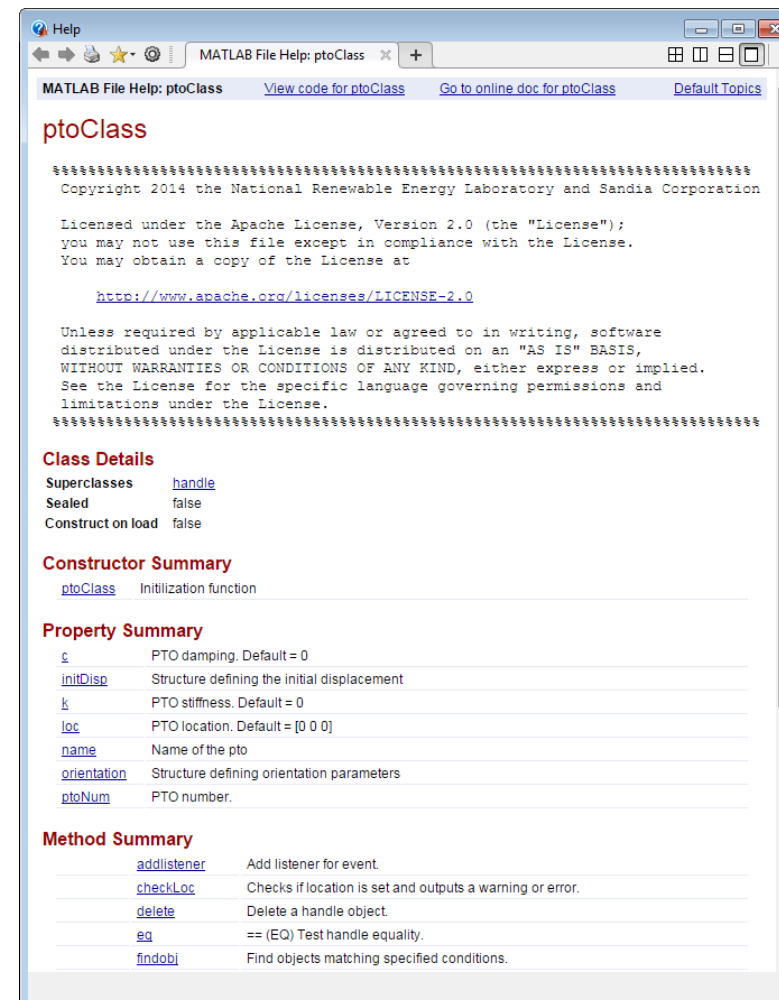 Help
MATLAB File Help: ptoClass
MATLAB File Help: ptoClass View code for ptoClass Go to online doc for ptoClass Default Topics
ptoClass
%%%%%%%%%%%%%%%%%%%%%%%%%%%%%%%%%%%%%%%%%%%%%%%%%%%%%%%%%%%%%%%%%%%%%%%%%%%%%%%
Copyright 2014 the National Renewable Energy Laboratory and Sandia Corporation
Licensed under the Apache License, Version 2.0 (the "License");
you may not use this file except in compliance with the License.
You may obtain a copy of the License at
http://www.apache.org/licenses/LICENSE-2.0
Unless required by applicable law or agreed to in writing, software
distributed under the License is distributed on an "AS IS" BASIS,
WITHOUT WARRANTIES OR CONDITIONS OF ANY KIND, either express or implied.
See the License for the specific language governing permissions and
limitations under the License.
%%%%%%%%%%%%%%%%%%%%%%%%%%%%%%%%%%%%%%%%%%%%%%%%%%%%%%%%%%%%%%%%%%%%%%%%%%%%%%%%
Class Details
Superclasses handle
Sealed false
Construct on load false
Constructor Summary
ptoClass Initilization function
Property Summary
c PTO damping. Default = 0
initDisp Structure defining the initial displacement
k PTO stiffness. Default = 0
loc PTO location. Default = [0 0 0]
name Name of the pto
orientation Structure defining orientation parameters
ptoNum PTO number.
Method Summary
addlistener Add listener for event.
checkLoc Checks if location is set and outputs a warning or error.
delete Delete a handle object.
eq == (EQ) Test handle equality.
findobj Find objects matching specified conditions.